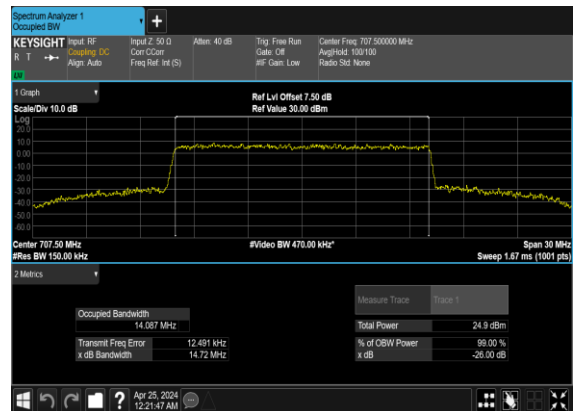 Spectrum Analyzer 1
Occupied BW
KEYSIGHT
R T
LXI
Input: RF
Coupling: DC
Align: Auto
Input Z: 50 Ω
Corr CCorr
Freq Ref: Int (S)
Atten: 40 dB
Trig: Free Run
Gate: Off
#IF Gain: Low
Center Freq: 707.500000 MHz
Avg|Hold: 100/100
Radio Std: None
1 Graph
Scale/Div 10.0 dB
Ref Lvl Offset 7.50 dB
Ref Value 30.00 dBm
Log
20.0
10.0
0.00
-10.0
-20.0
-30.0
-40.0
-50.0
-60.0
Center 707.50 MHz
#Res BW 150.00 kHz
#Video BW 470.00 kHz*
Span 30 MHz
Sweep 1.67 ms (1001 pts)
2 Metrics
Measure Trace
Trace 1
Occupied Bandwidth
14.087 MHz
Total Power
24.9 dBm
Transmit Freq Error
12.491 kHz
% of OBW Power
99.00 %
x dB Bandwidth
14.72 MHz
x dB
-26.00 dB
?
Apr 25, 2024
12:21:47 AM